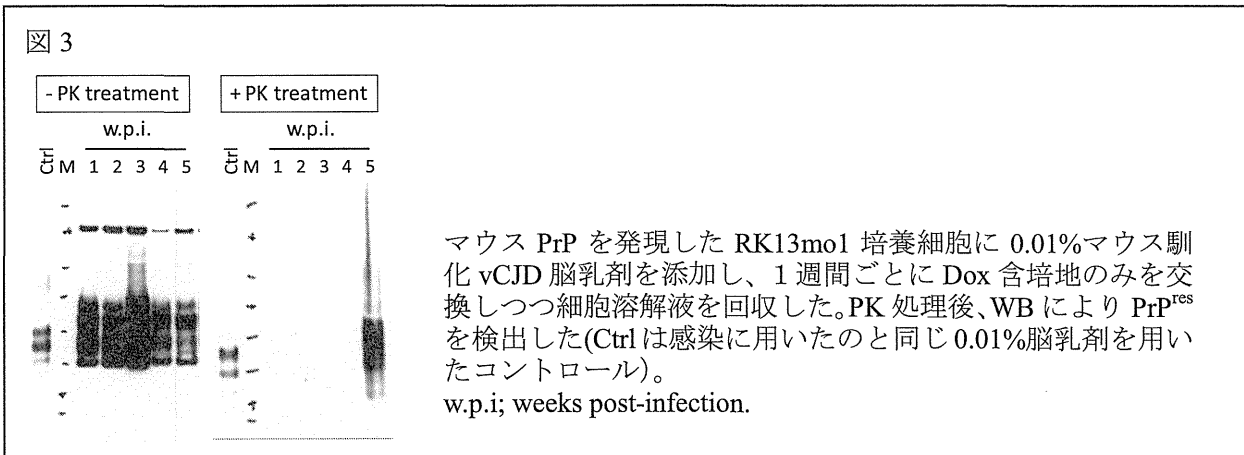 図 3
- PK treatment
+ PK treatment
w.p.i.
w.p.i.
Ctrl M 1 2 3 4 5
Ctrl M 1 2 3 4 5
マウス PrP を発現した RK13mo1 培養細胞に 0.01%マウス馴
化 vCJD 脳乳剤を添加し、1 週間ごとに Dox 含培地のみを交
換しつつ細胞溶解液を回収した。PK 処理後、WB により PrPres
を検出した(Ctrl は感染に用いたのと同じ 0.01%脳乳剤を用い
たコントロール)。
w.p.i; weeks post-infection.